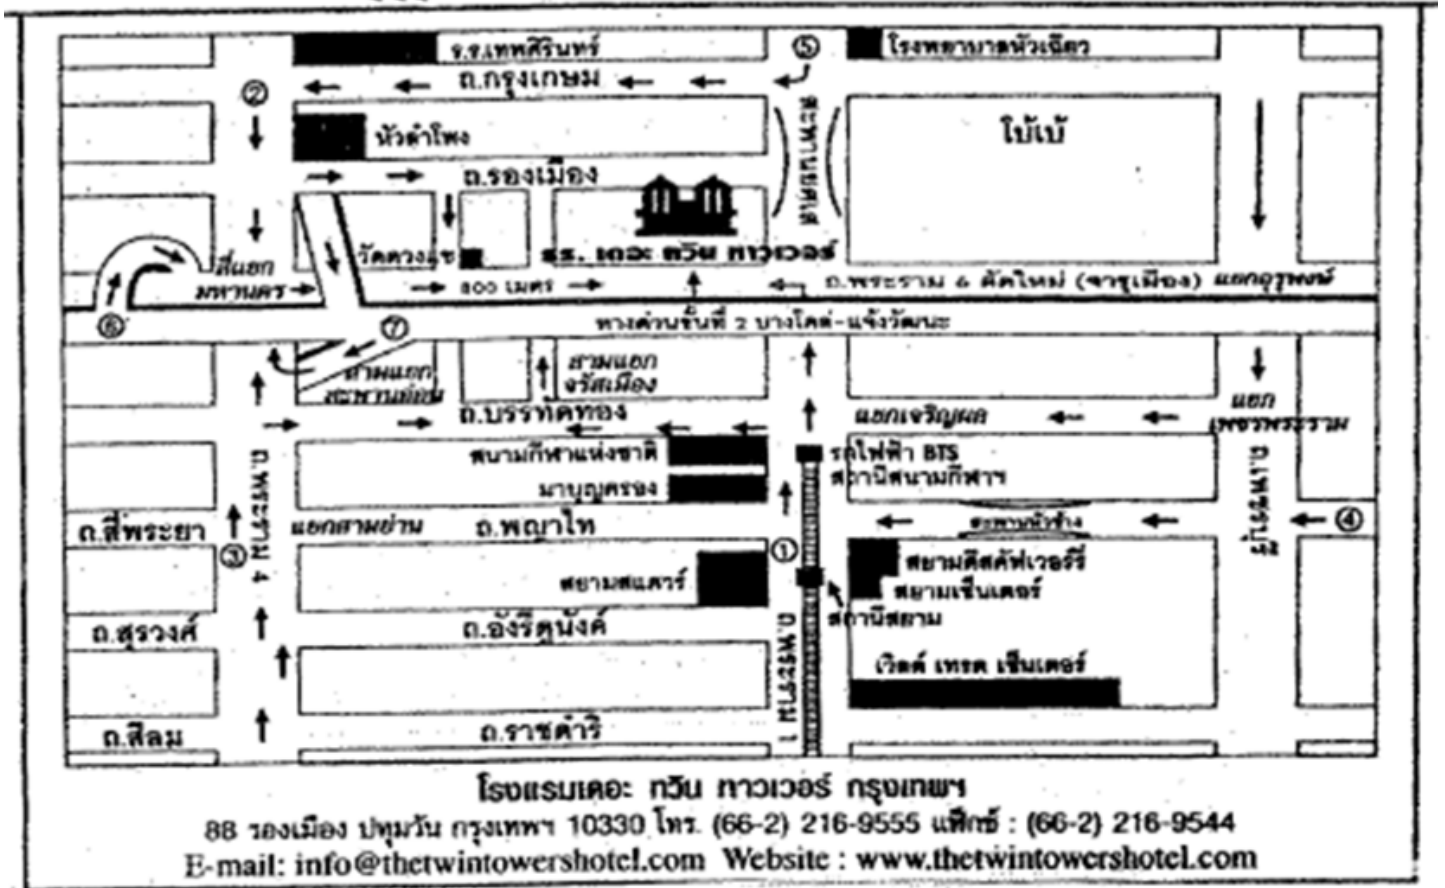 ร.ร.เทพศิรินทร์
⑤
โรงพยาบาลหัวเฉียว
②
ถ.กรุงเกษม
หัวลำโพง
สะพานยศเส
โบ๊เบ๊
ถ.รองเมือง
วัดดวงแข
รร. เดอะ ทวิน ทาวเวอร์
สี่แยก
มหานคร
800 เมตร
ถ.พระราม 6 ตัดใหม่ (จารุเมือง)
แยกอุรุพงษ์
⑥
⑦
ทางด่วนขั้นที่ 2 บางโคล่-แจ้งวัฒนะ
สามแยก
สะพานอ่อน
สามแยก
จรัสเมือง
ถ.บรรทัดทอง
แยกเจริญผล
แยก
เพชรพระราม
สนามกีฬาแห่งชาติ
รถไฟฟ้า BTS
สถานีสนามกีฬาฯ
มาบุญครอง
ถ.พระราม 4
ถ.เพชรบุรี
ถ.สี่พระยา
③
แยกสามย่าน
ถ.พญาไท
สะพานหัวช้าง
④
①
สยามดิสคัฟเวอร์รี่
สยามสแควร์
สยามเซ็นเตอร์
สถานีสยาม
ถ.สุรวงศ์
ถ.อังรีดูนังค์
ถ.พระราม 1
เวิลด์ เทรด เซ็นเตอร์
ถ.สีลม
ถ.ราชดำริ
โรงแรมเดอะ ทวิน ทาวเวอร์ กรุงเทพฯ
88 รองเมือง ปทุมวัน กรุงเทพฯ 10330 โทร. (66-2) 216-9555 แฟ็กซ์ : (66-2) 216-9544
E-mail: info@thetwintowershotel.com Website : www.thetwintowershotel.com